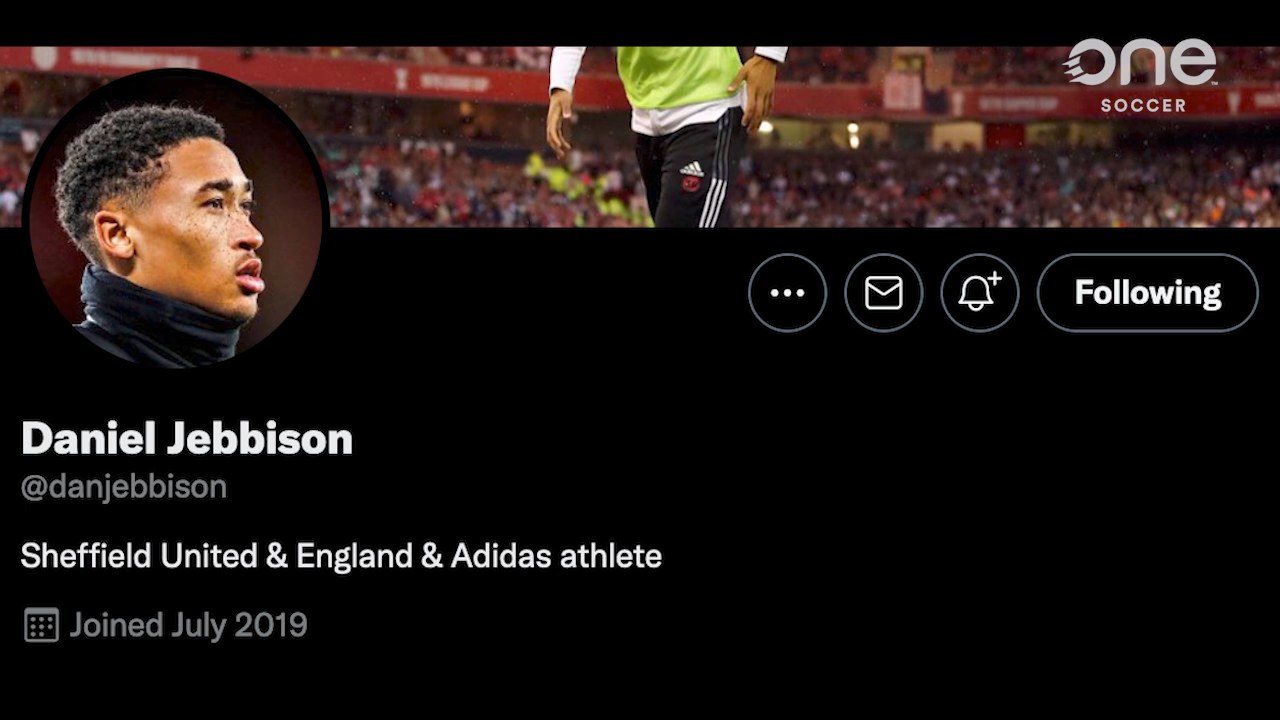 one
SOCCER
Following
Daniel Jebbison
@danjebbison
Sheffield United & England & Adidas athlete
Joined July 2019